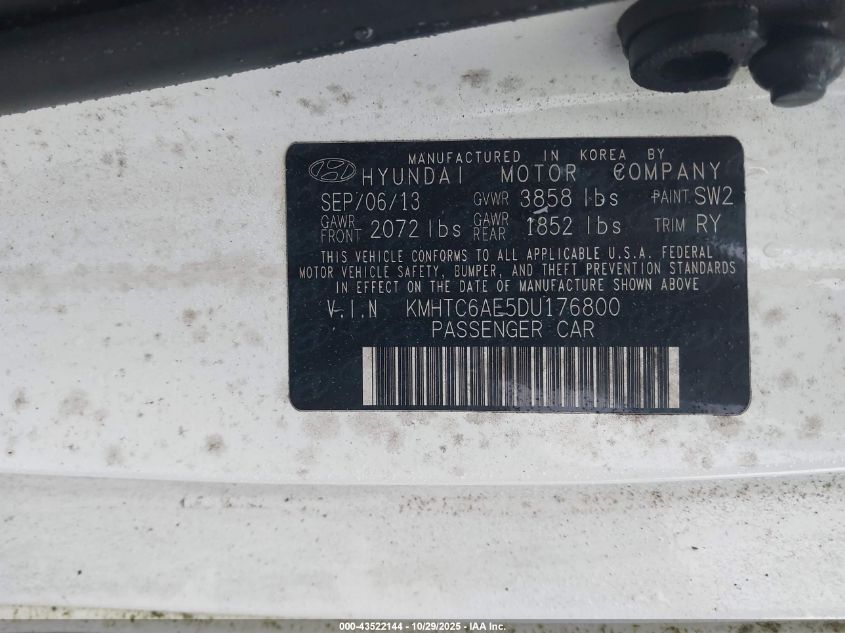 MANUFACTURED IN KOREA BY
HYUNDAI MOTOR COMPANY
SEP/06/13 GVWR 3858 lbs PAINT SW2
GAWR FRONT 2072 lbs GAWR REAR 1852 lbs TRIM RY
THIS VEHICLE CONFORMS TO ALL APPLICABLE U.S.A. FEDERAL
MOTOR VEHICLE SAFETY, BUMPER, AND THEFT PREVENTION STANDARDS
IN EFFECT ON THE DATE OF MANUFACTURE SHOWN ABOVE
V.I.N KMHTC6AE5DU176800
PASSENGER CAR
000-43522144 - 10/29/2025 - IAA Inc.